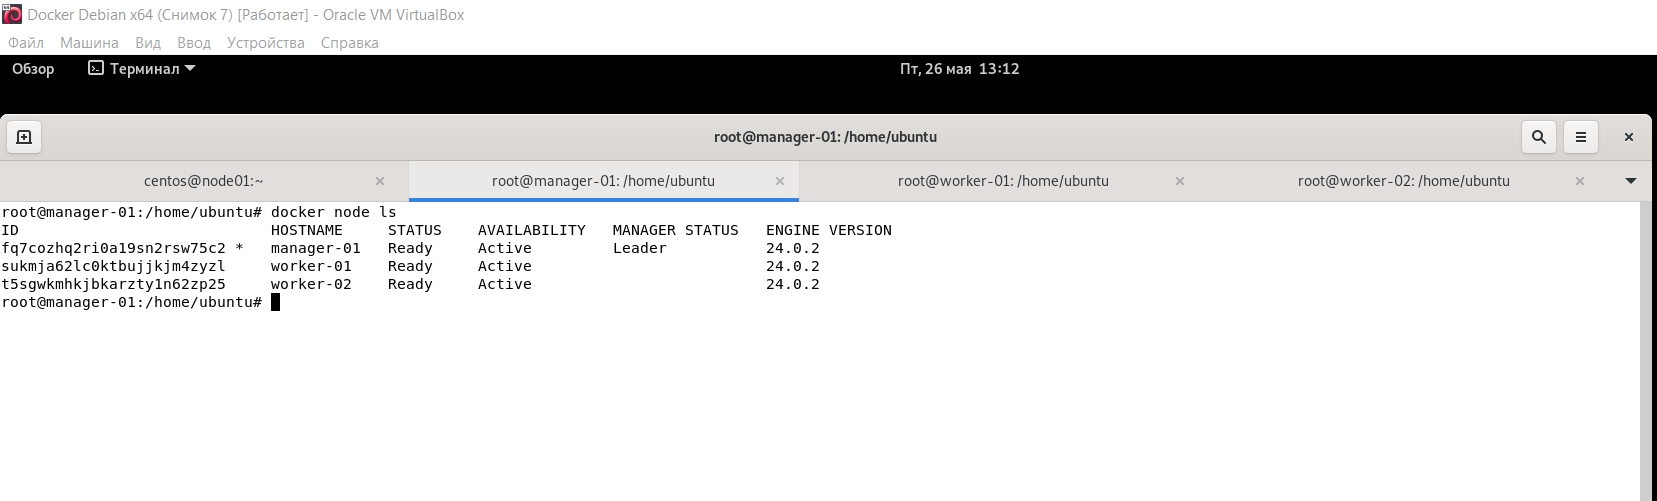 Docker Debian x64 (Снимок 7) [Работает] - Oracle VM VirtualBox
Файл Машина Вид Ввод Устройства Справка
Обзор Терминал Пт, 26 мая 13:12
root@manager-01: /home/ubuntu
centos@node01:~ root@manager-01: /home/ubuntu root@worker-01: /home/ubuntu root@worker-02: /home/ubuntu
root@manager-01:/home/ubuntu# docker node ls
ID HOSTNAME STATUS AVAILABILITY MANAGER STATUS ENGINE VERSION
fq7cozhq2ri0a19sn2rsw75c2 * manager-01 Ready Active Leader 24.0.2
sukmja62lc0ktbujjkjm4zyzl worker-01 Ready Active 24.0.2
t5sgwkmhkjbkarzty1n62zp25 worker-02 Ready Active 24.0.2
root@manager-01:/home/ubuntu#